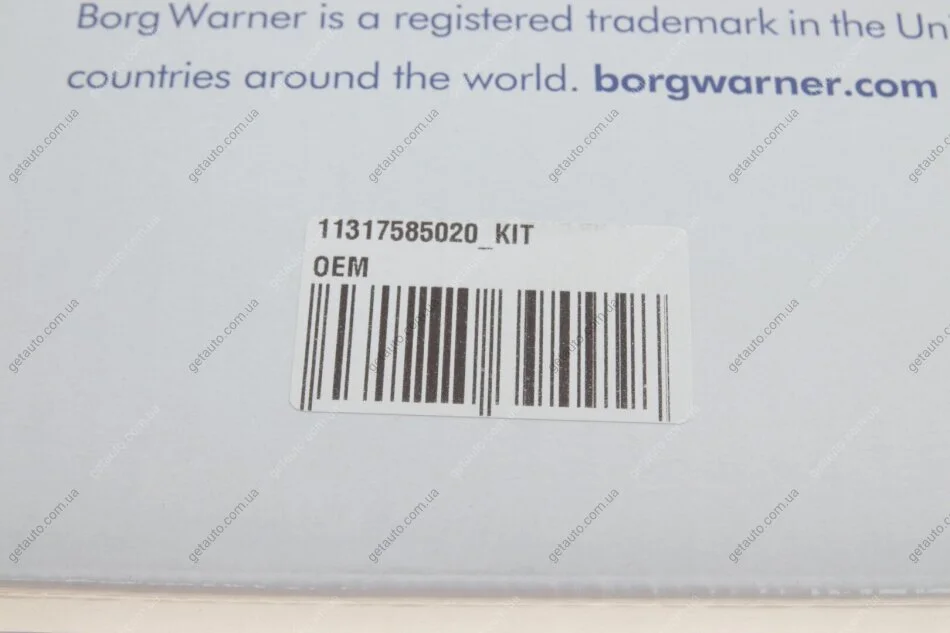 Borg Warner is a registered trademark in the Un
countries around the world. borgwarner.com
11317585020_KIT
OEM
getauto.com.ua